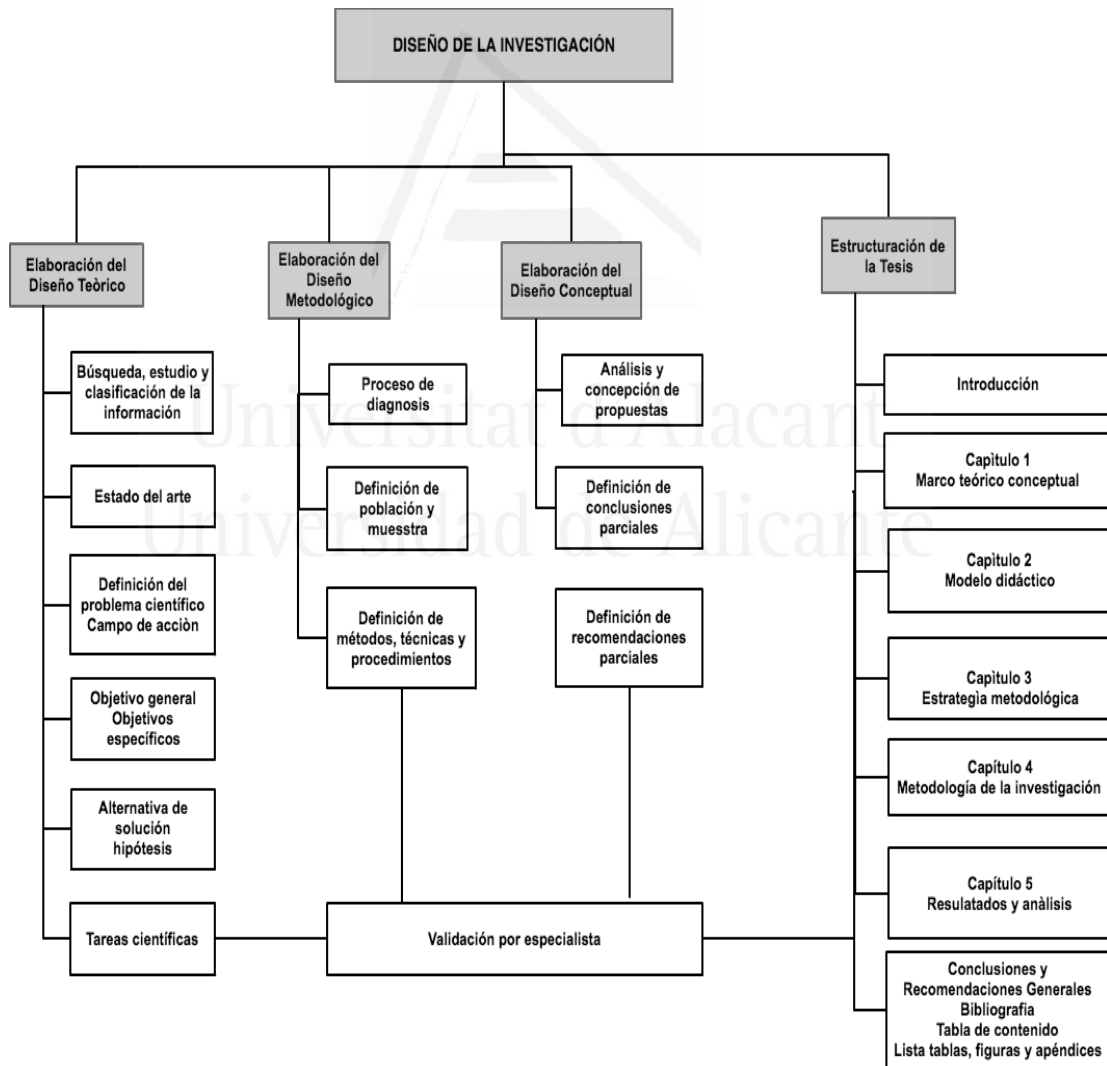 DISEÑO DE LA INVESTIGACIÓN
Elaboración del
Diseño Teòrico
Búsqueda, estudio y
clasificación de la
información
Estado del arte
Definición del
problema científico
Campo de acciòn
Objetivo general
Objetivos
específicos
Alternativa de
solución
hipótesis
Tareas científicas
Elaboración del
Diseño
Metodológico
Proceso de
diagnosis
Definición de
población y
muesstra
Definición de
métodos, técnicas y
procedimientos
Elaboración del
Diseño Conceptual
Análisis y
concepción de
propuestas
Definición de
conclusiones
parciales
Definición de
recomendaciones
parciales
Validación por especialista
Estructuración de
la Tesis
Introducción
Capìtulo 1
Marco teórico conceptual
Capìtulo 2
Modelo didáctico
Capìtulo 3
Estrategìa metodológica
Capítulo 4
Metodología de la investigación
Capítulo 5
Resulatados y anàlisis
Conclusiones y
Recomendaciones Generales
Bibliografia
Tabla de contenido
Lista tablas, figuras y apéndices
Universitat d'Alacant
Universidad de Alicante